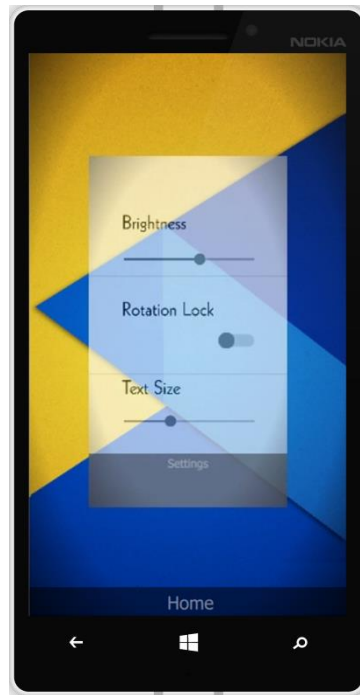 NOKIA
Brightness
Rotation Lock
Text Size
Settings
Home